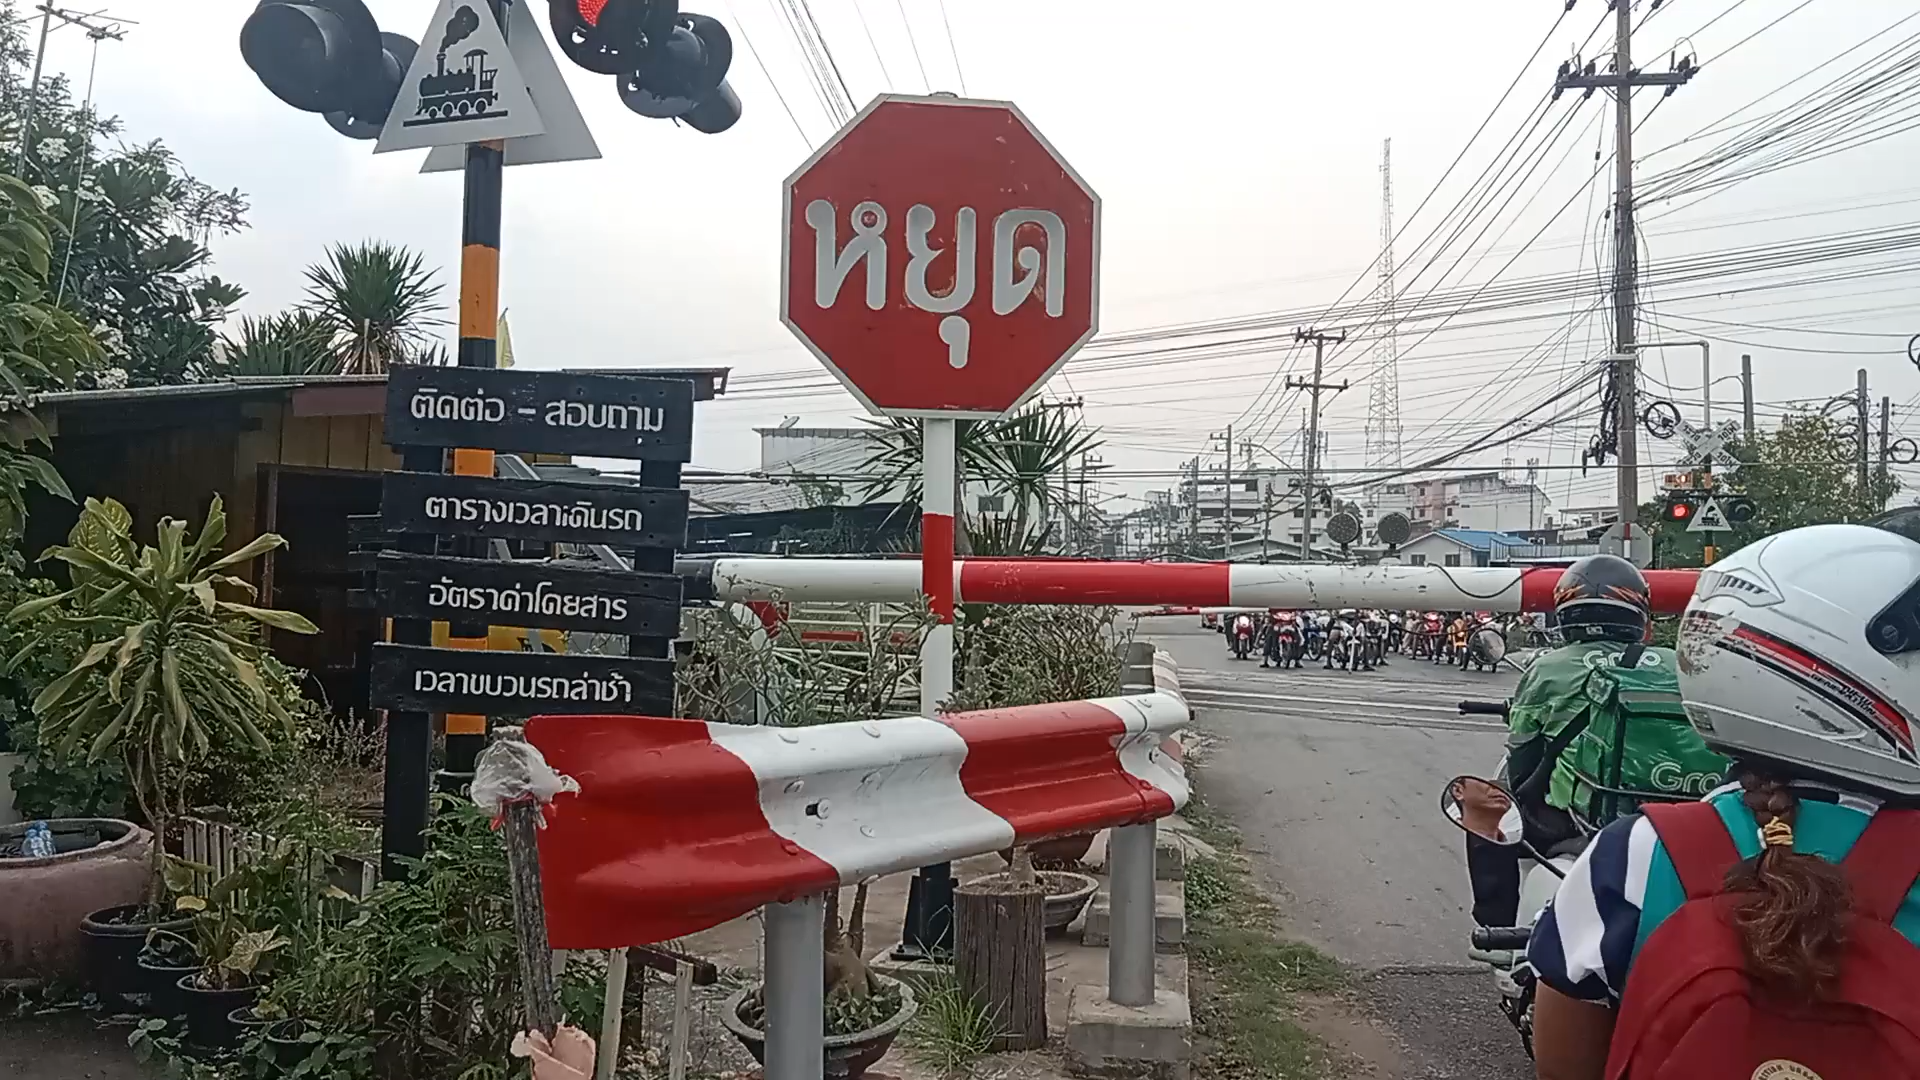 หยุด
ติดต่อ - สอบถาม
ตารางเวลาเดินรถ
อัตราค่าโดยสาร
เวลาขบวนรถล่าช้า
Grab
Gra